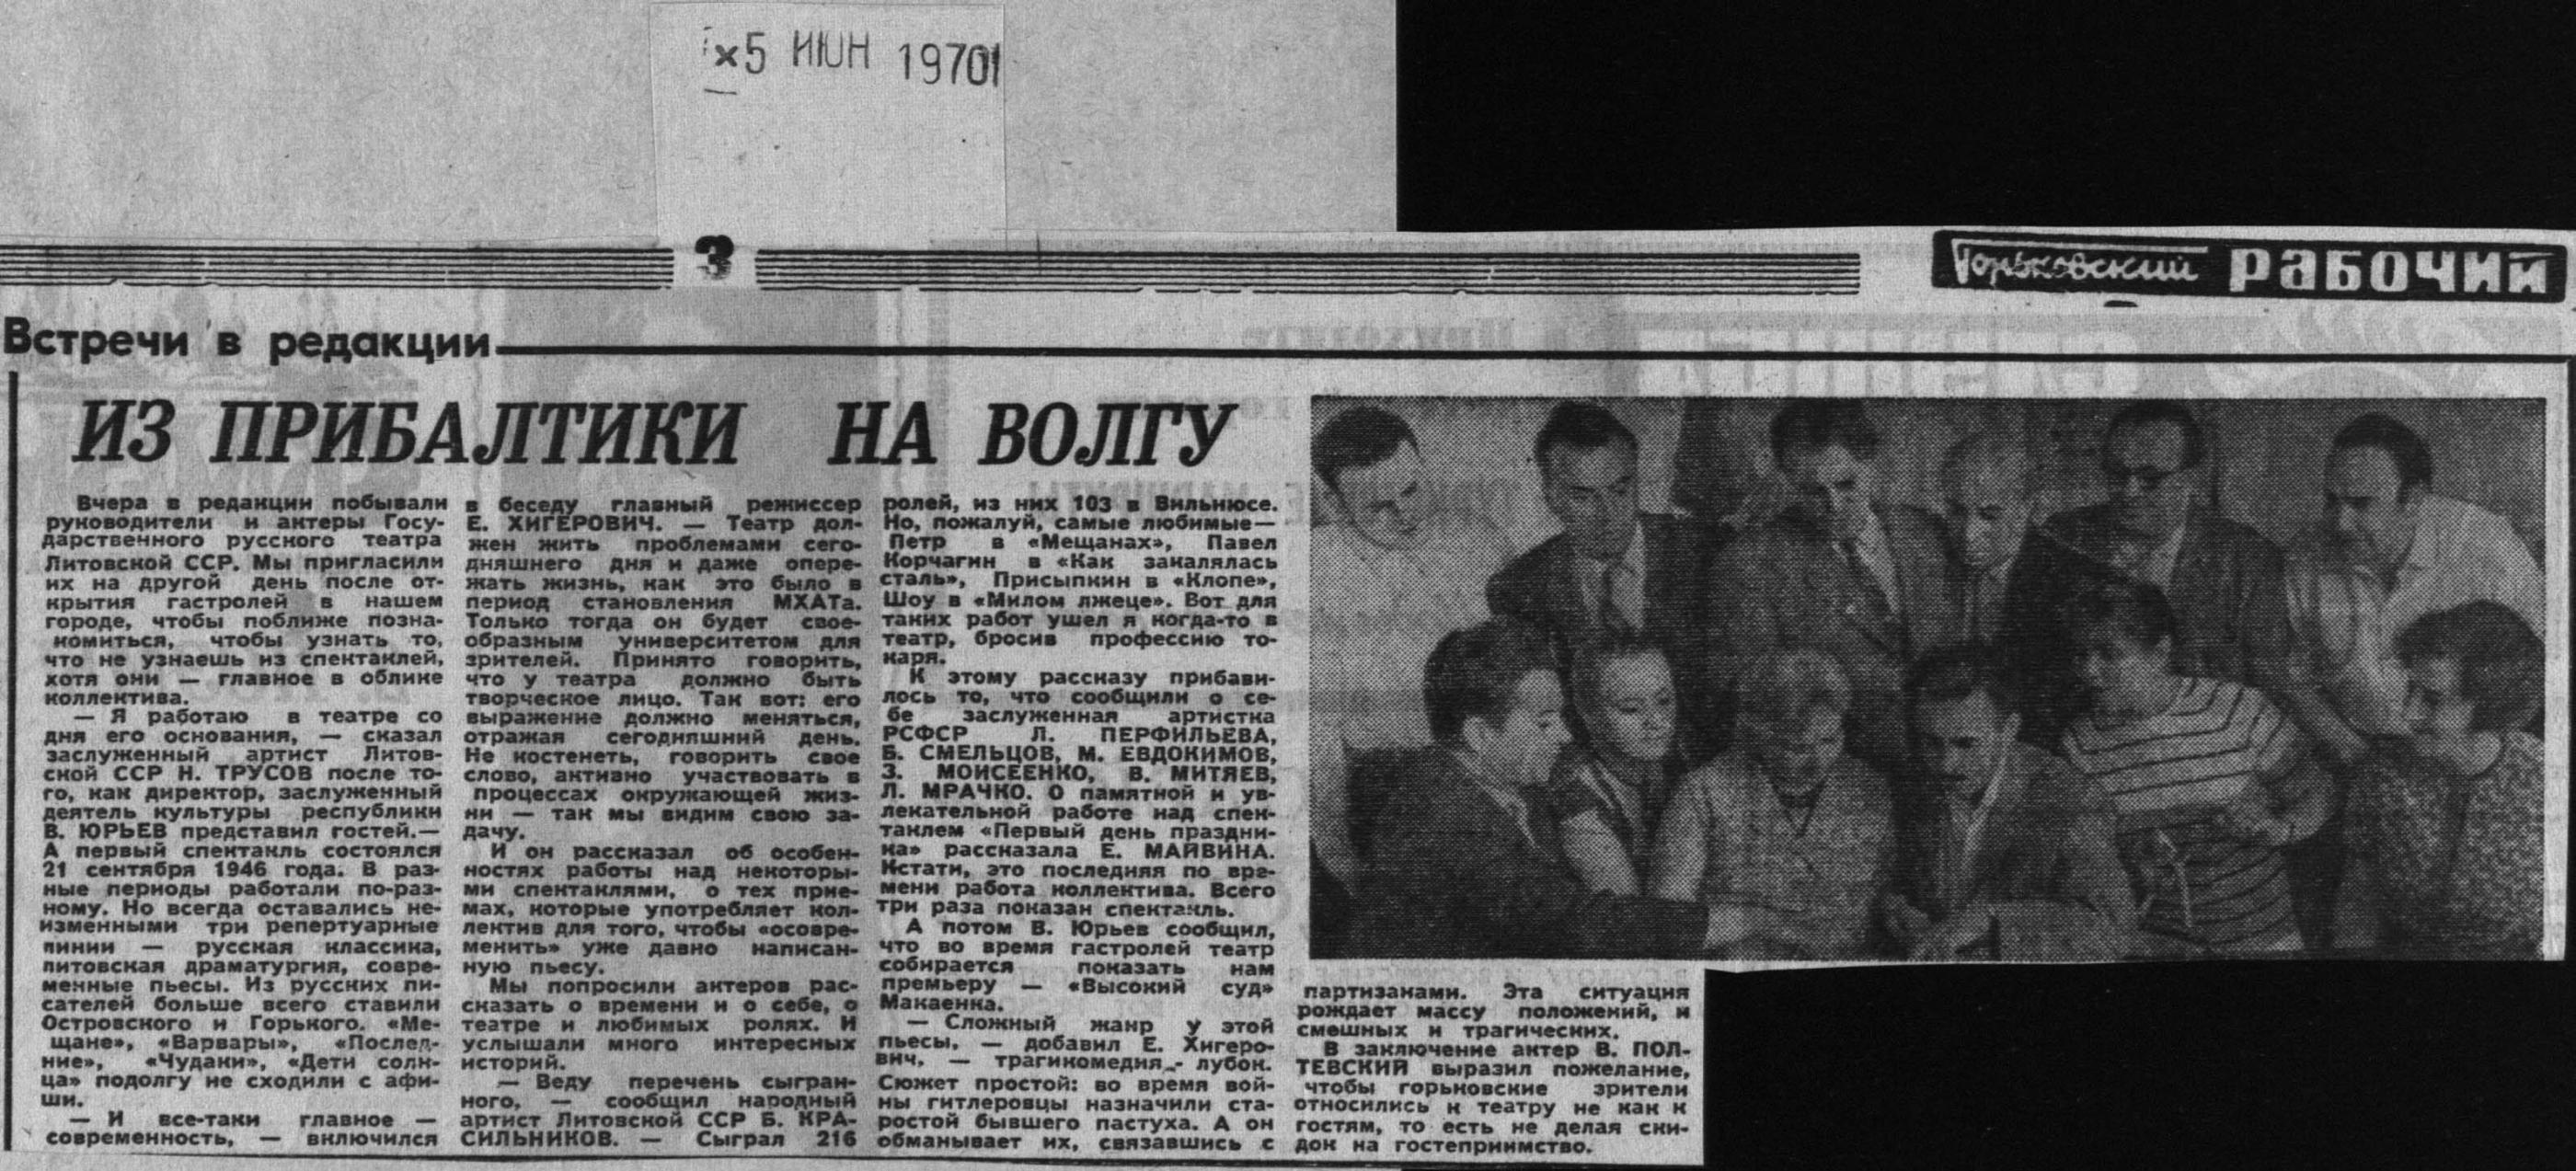 5 ИЮН 1970
3
Горьковский рабочий
Встречи в редакции
ИЗ ПРИБАЛТИКИ НА ВОЛГУ
Вчера в редакции побывали
руководители и актеры Госу-
дарственного русского театра
Литовской ССР. Мы пригласили
их на другой день после от-
крытия гастролей в нашем
городе, чтобы поближе позна-
комиться, чтобы узнать то,
что не узнаешь из спектаклей,
хотя они — главное в облике
коллектива.
— Я работаю в театре со
дня его основания, — сказал
заслуженный артист Литов-
ской ССР Н. ТРУСОВ после то-
го, как директор, заслуженный
деятель культуры республики
В. ЮРЬЕВ представил гостей.—
А первый спектакль состоялся
21 сентября 1946 года. В раз-
ные периоды работали по-раз-
ному. Но всегда оставались не-
изменными три репертуарные
линии — русская классика,
литовская драматургия, совре-
менные пьесы. Из русских пи-
сателей больше всего ставили
Островского и Горького. «Ме-
щане», «Варвары», «Послед-
ние», «Чудаки», «Дети солн-
ца» подолгу не сходили с афи-
ши.
— И все-таки главное —
современность, — включился
в беседу главный режиссер
Е. ХИГЕРОВИЧ. — Театр дол-
жен жить проблемами сего-
дняшнего дня и даже опере-
жать жизнь, как это было в
период становления МХАТа.
Только тогда он будет свое-
образным университетом для
зрителей. Принято говорить,
что у театра должно быть
творческое лицо. Так вот: его
выражение должно меняться,
отражая сегодняшний день.
Не костенеть, говорить свое
слово, активно участвовать в
процессах окружающей жиз-
ни — так мы видим свою за-
дачу.
И он рассказал об особен-
ностях работы над некоторы-
ми спектаклями, о тех прие-
мах, которые употребляет кол-
лектив для того, чтобы «осовре-
менить» уже давно написан-
ную пьесу.
Мы попросили актеров рас-
сказать о времени и о себе, о
театре и любимых ролях. И
услышали много интересных
историй.
— Веду перечень сыгран-
ного, — сообщил народный
артист Литовской ССР Б. КРА-
СИЛЬНИКОВ. — Сыграл 216
ролей, из них 103 в Вильнюсе.
Но, пожалуй, самые любимые—
Петр в «Мещанах», Павел
Корчагин в «Как закалялась
сталь», Присыпкин в «Клопе»,
Шоу в «Милом лжеце». Вот для
таких работ ушел я когда-то в
театр, бросив профессию то-
каря.
К этому рассказу прибави-
лось то, что сообщили о се-
бе заслуженная артистка
РСФСР Л. ПЕРФИЛЬЕВА,
Б. СМЕЛЬЦОВ, М. ЕВДОКИМОВ,
З. МОИСЕЕНКО, В. МИТЯЕВ,
Л. МРАЧКО. О памятной и ув-
лекательной работе над спек-
таклем «Первый день праздни-
ка» рассказала Е. МАЙВИНА.
Кстати, это последняя по вре-
мени работа коллектива. Всего
три раза показан спектакль.
А потом В. Юрьев сообщил,
что во время гастролей театр
собирается показать нам
премьеру — «Высокий суд»
Макаенка.
— Сложный жанр у этой
пьесы, — добавил Е. Хигеро-
вич, — трагикомедия - лубок.
Сюжет простой: во время вой-
ны гитлеровцы назначили ста-
ростой бывшего пастуха. А он
обманывает их, связавшись с
партизанами. Эта ситуация
рождает массу положений, и
смешных и трагических.
В заключение актер В. ПОЛ-
ТЕВСКИЙ выразил пожелание,
чтобы горьковские зрители
относились к театру не как к
гостям, то есть не делая ски-
док на гостеприимство.